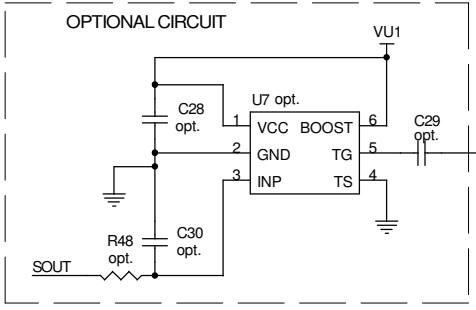 OPTIONAL CIRCUIT
VU1
U7 opt.
C28
opt.
C29
opt.
1 VCC BOOST 6
2 GND TG 5
3 INP TS 4
C30
opt.
R48
opt.
SOUT